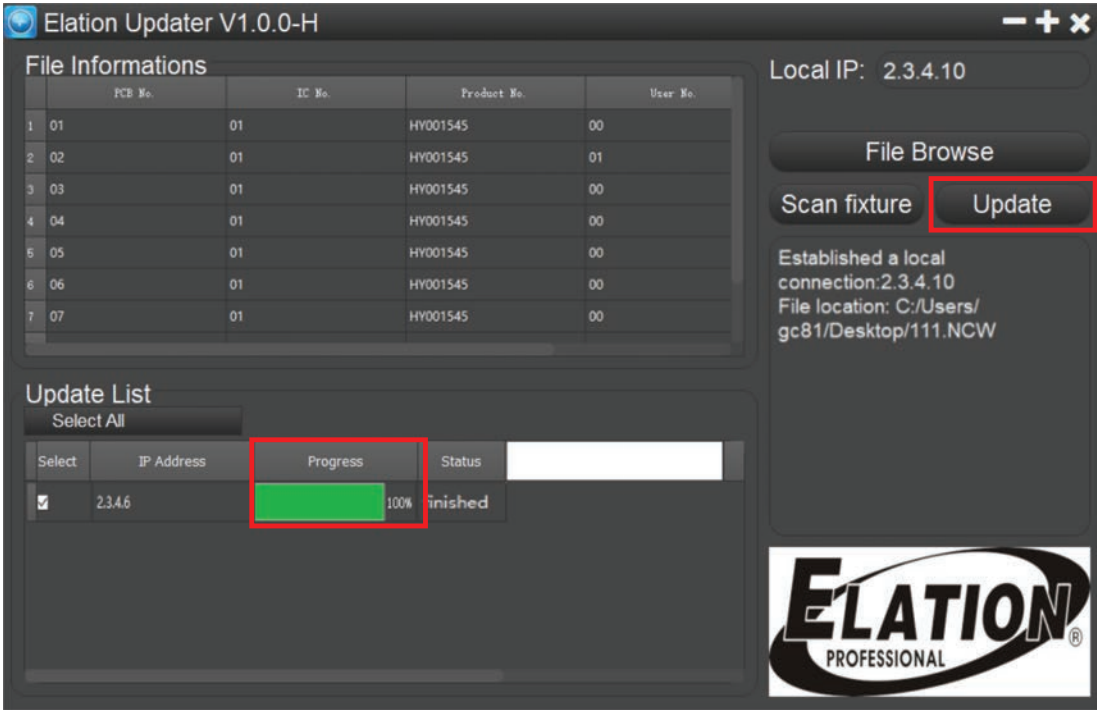 Elation Updater V1.0.0-H
File Informations
PCB No. IC No. Product No. User No.
1 01 01 HY001545 00
2 02 01 HY001545 01
3 03 01 HY001545 00
4 04 01 HY001545 00
5 05 01 HY001545 00
6 06 01 HY001545 00
7 07 01 HY001545 00
Update List
Select All
Select IP Address Progress Status
2.3.4.6 100% finished
Local IP: 2.3.4.10
File Browse
Scan fixture Update
Established a local
connection:2.3.4.10
File location: C:/Users/
gc81/Desktop/111.NCW
ELATION®
PROFESSIONAL